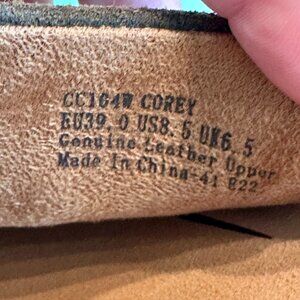 CC164W COREY
EU39.0 US8.5 UK6.5
Genuine Leather Upper
Made In China-41 822